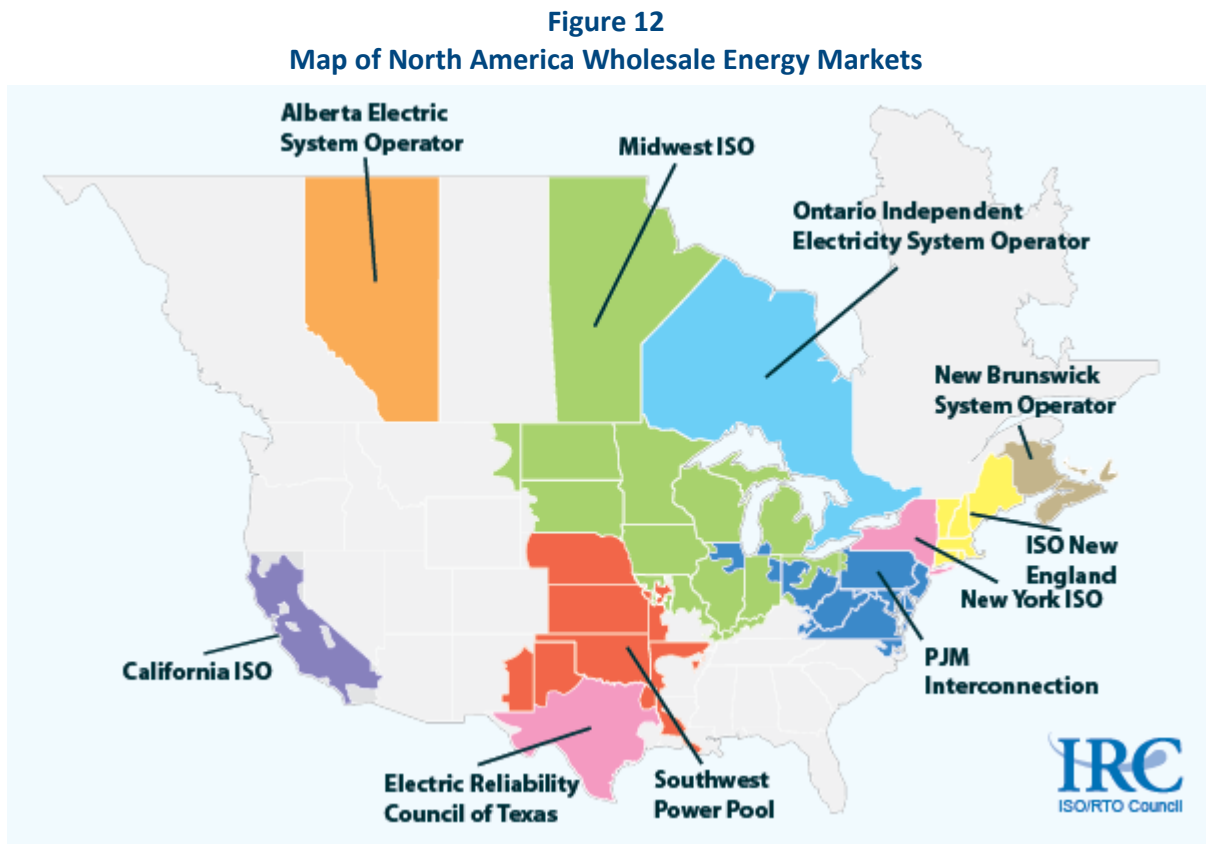 Figure 12
Map of North America Wholesale Energy Markets
Alberta Electric
System Operator
Midwest ISO
Ontario Independent
Electricity System Operator
New Brunswick
System Operator
ISO New
England
New York ISO
California ISO
PJM
Interconnection
Electric Reliability
Council of Texas
Southwest
Power Pool
IRC
ISO/RTO Council